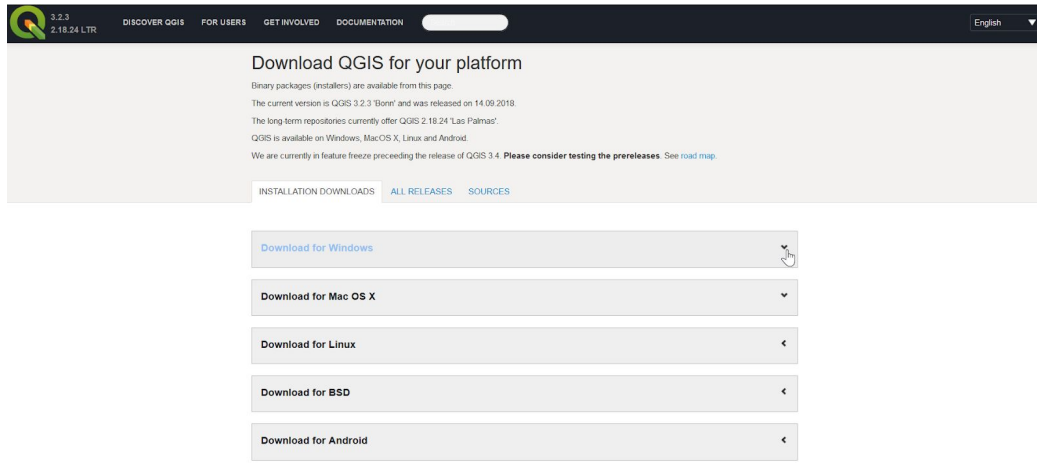 3.2.3
2.18.24 LTR
DISCOVER QGIS FOR USERS GET INVOLVED DOCUMENTATION
English
Download QGIS for your platform
Binary packages (installers) are available from this page.
The current version is QGIS 3.2.3 'Bonn' and was released on 14.09.2018.
The long-term repositories currently offer QGIS 2.18.24 'Las Palmas'.
QGIS is available on Windows, MacOS X, Linux and Android.
We are currently in feature freeze preceeding the release of QGIS 3.4. Please consider testing the prereleases. See road map.
INSTALLATION DOWNLOADS ALL RELEASES SOURCES
Download for Windows
Download for Mac OS X
Download for Linux
Download for BSD
Download for Android